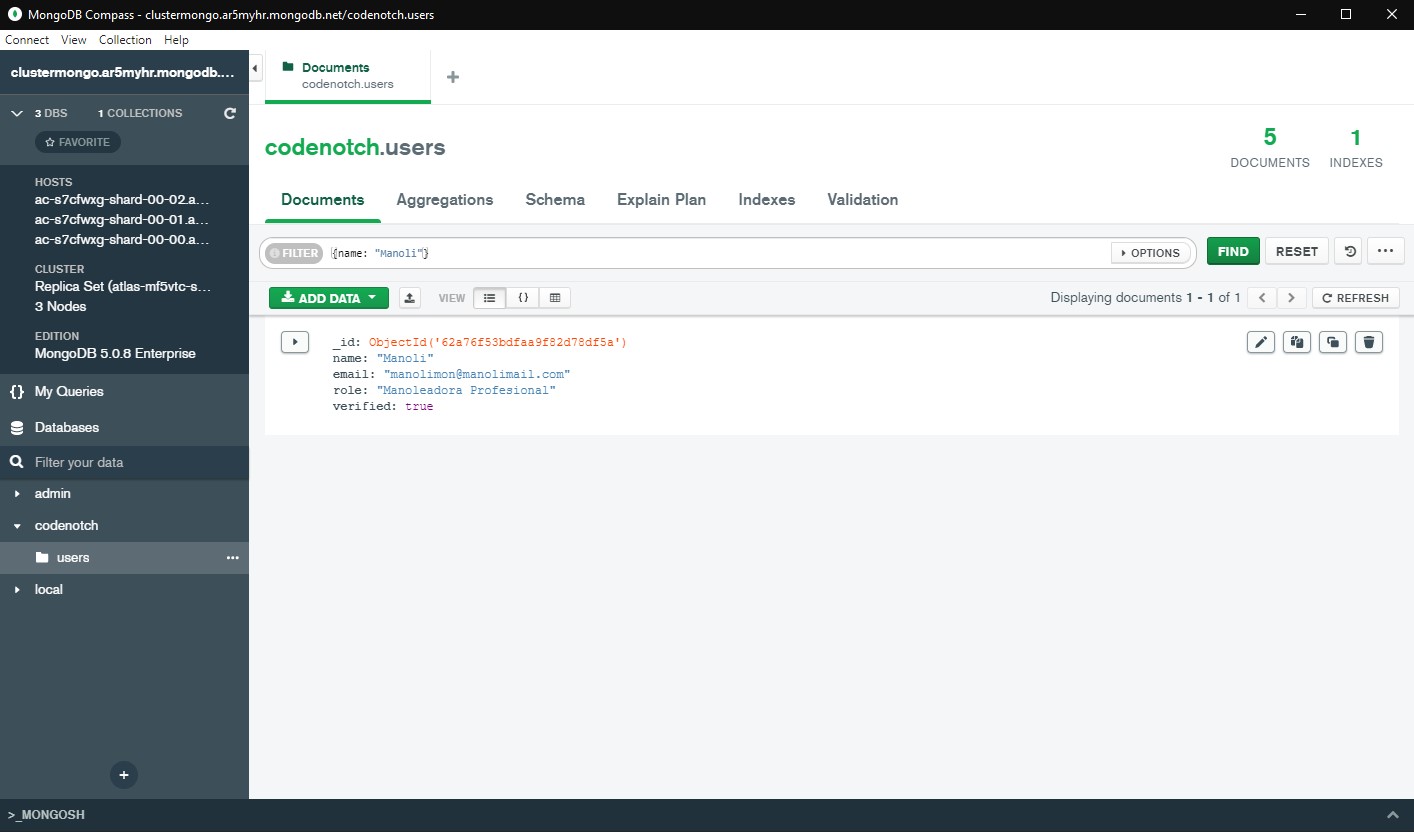 MongoDB Compass - clustermongo.ar5myhr.mongodb.net/codenotch.users
Connect View Collection Help
clustermongo.ar5myhr.mongodb....
3 DBS 1 COLLECTIONS
FAVORITE
HOSTS
ac-s7cfwxg-shard-00-02.a...
ac-s7cfwxg-shard-00-01.a...
ac-s7cfwxg-shard-00-00.a...
CLUSTER
Replica Set (atlas-mf5vtc-s...
3 Nodes
EDITION
MongoDB 5.0.8 Enterprise
{} My Queries
Databases
Filter your data
admin
codenotch
users ...
local
+
Documents
codenotch.users
+
codenotch.users
5
DOCUMENTS
1
INDEXES
Documents Aggregations Schema Explain Plan Indexes Validation
FILTER {name: "Manoli"} OPTIONS FIND RESET ...
ADD DATA VIEW {} Displaying documents 1 - 1 of 1 < > REFRESH
_id: ObjectId('62a76f53bdfaa9f82d78df5a')
name: "Manoli"
email: "manolimon@manolimail.com"
role: "Manoleadora Profesional"
verified: true
>_MONGOSH